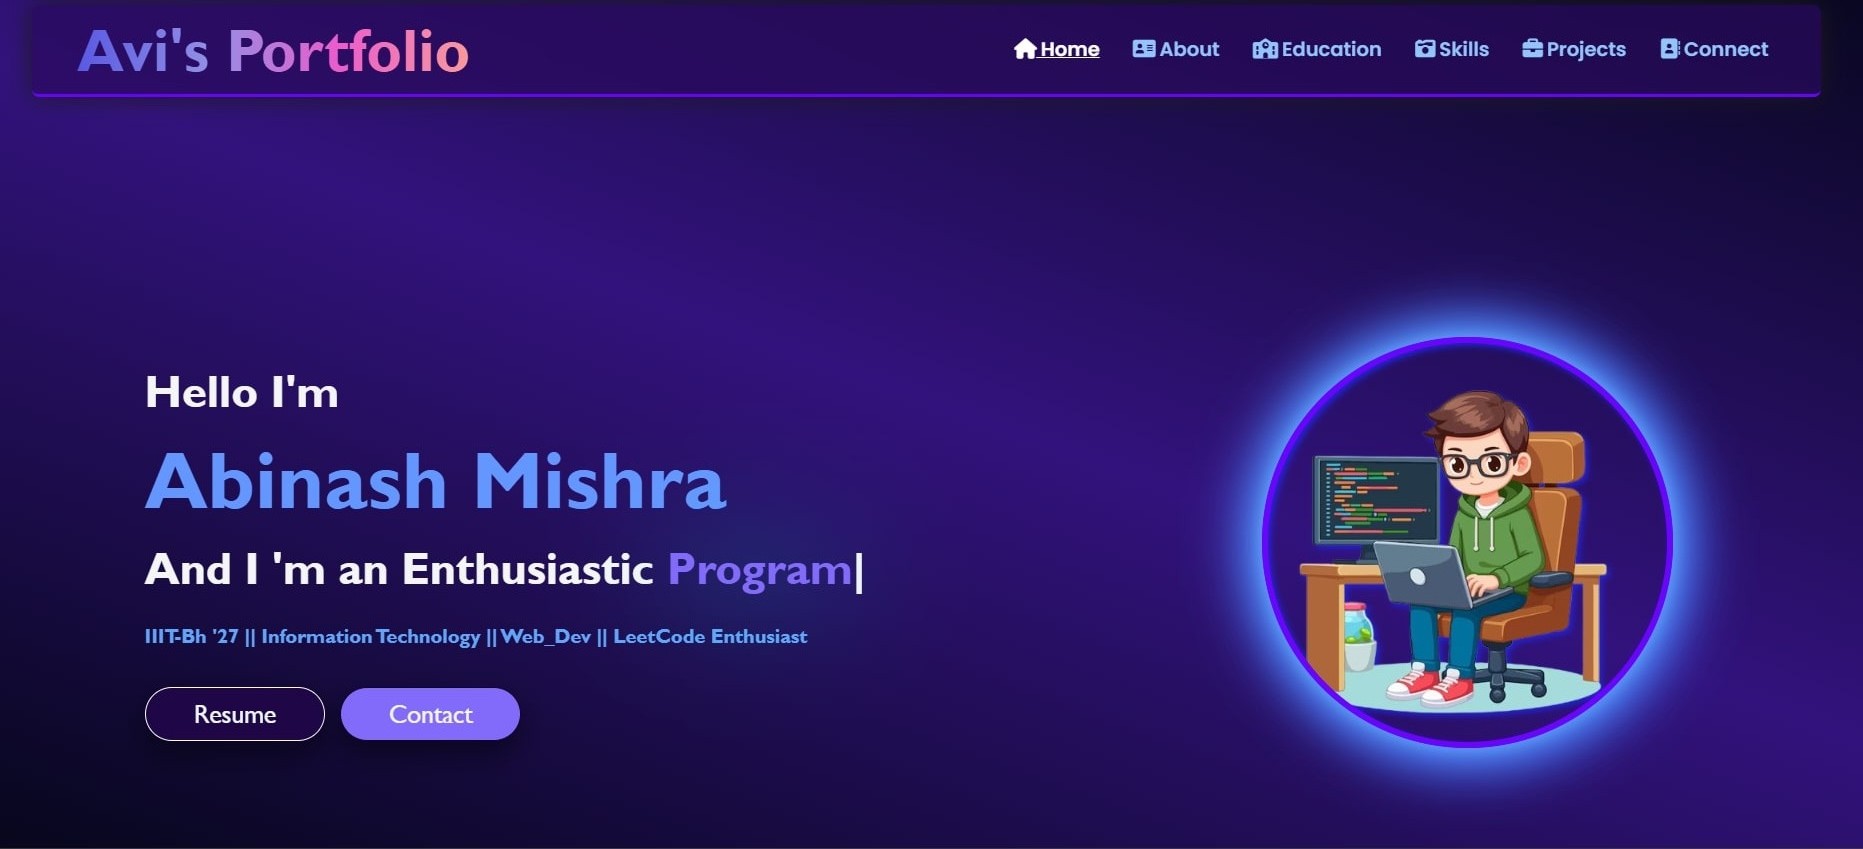 Avi's Portfolio
Home About Education Skills Projects Connect
Hello I'm
Abinash Mishra
And I 'm an Enthusiastic Program|
IIIT-Bh '27 || Information Technology || Web_Dev || LeetCode Enthusiast
Resume Contact